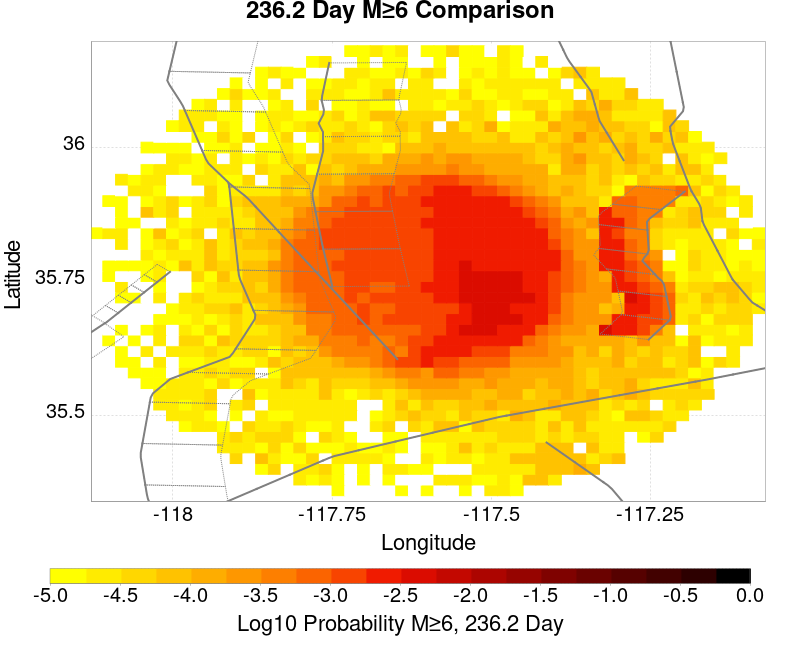 236.2 Day M≥6 Comparison
Latitude
36
35.75
35.5
-118 -117.75 -117.5 -117.25
Longitude
-5.0 -4.5 -4.0 -3.5 -3.0 -2.5 -2.0 -1.5 -1.0 -0.5 0.0
Log10 Probability M≥6, 236.2 Day